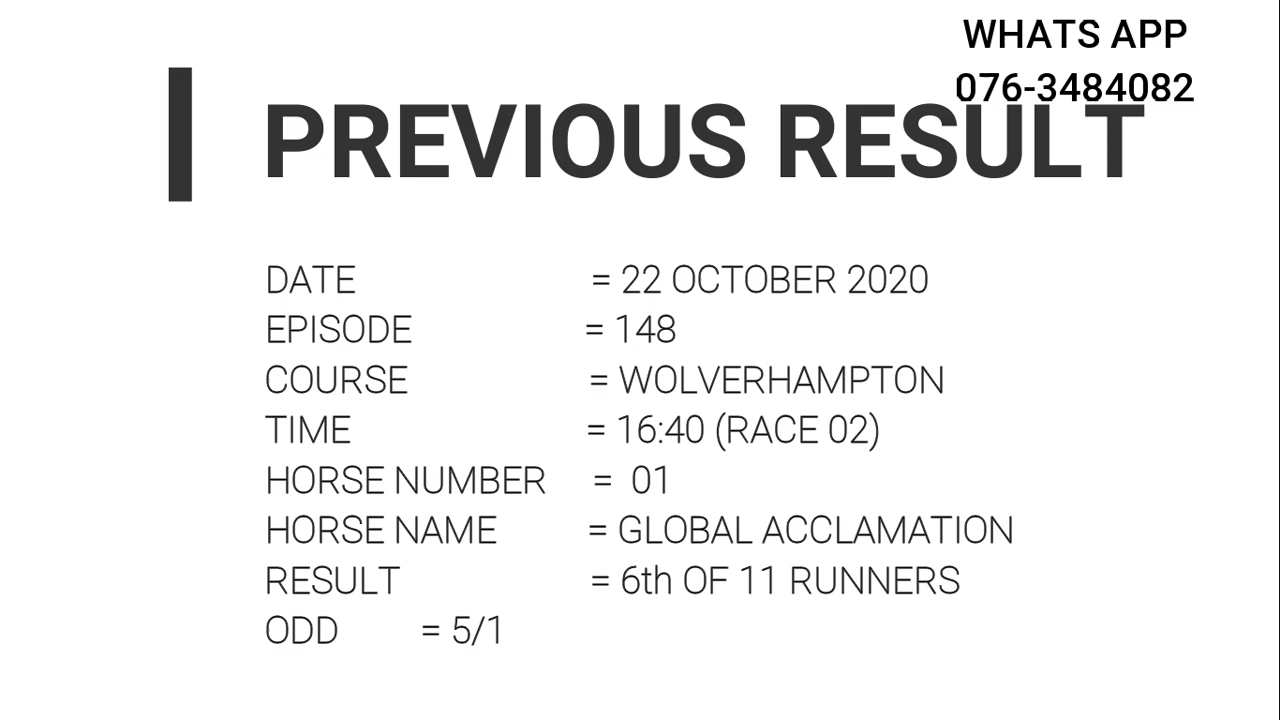 WHATS APP
076-3484082
PREVIOUS RESULT
DATE = 22 OCTOBER 2020
EPISODE = 148
COURSE = WOLVERHAMPTON
TIME = 16:40 (RACE 02)
HORSE NUMBER = 01
HORSE NAME = GLOBAL ACCLAMATION
RESULT = 6th OF 11 RUNNERS
ODD = 5/1